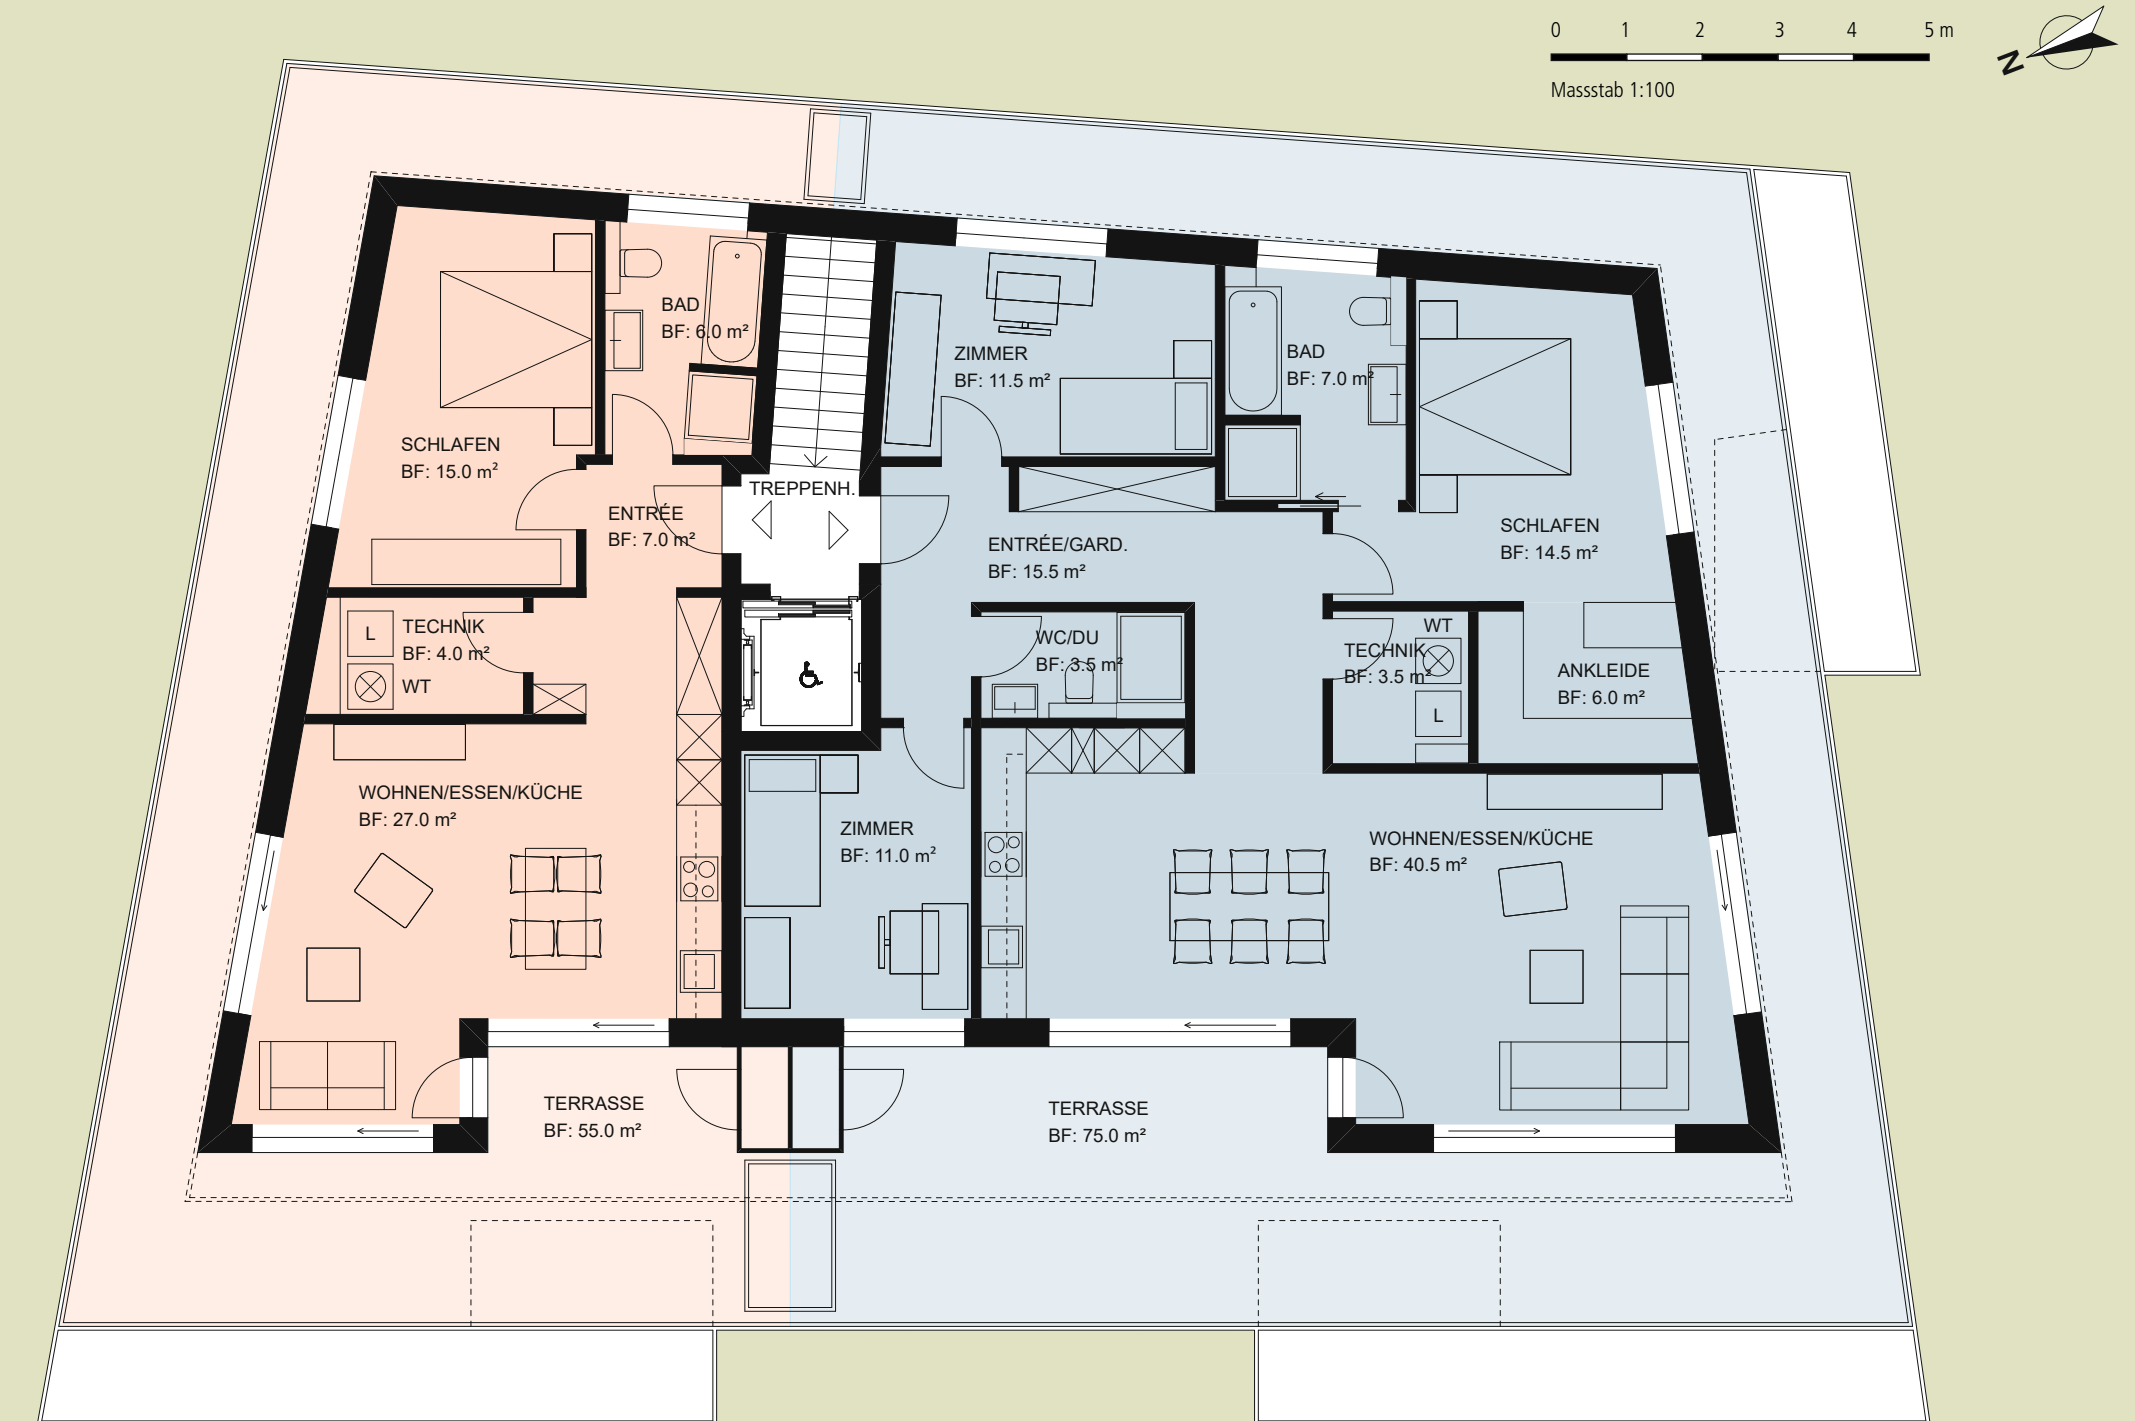 0 1 2 3 4 5 m
Massstab 1:100
N
BAD
BF: 6.0 m²
ZIMMER
BF: 11.5 m²
BAD
BF: 7.0 m²
SCHLAFEN
BF: 15.0 m²
TREPPENH.
ENTRÉE
BF: 7.0 m²
SCHLAFEN
BF: 14.5 m²
ENTRÉE/GARD.
BF: 15.5 m²
L
TECHNIK
BF: 4.0 m²
WT
WC/DU
BF: 3.5 m²
WT
TECHNIK
BF: 3.5 m²
L
ANKLEIDE
BF: 6.0 m²
WOHNEN/ESSEN/KÜCHE
BF: 27.0 m²
ZIMMER
BF: 11.0 m²
WOHNEN/ESSEN/KÜCHE
BF: 40.5 m²
TERRASSE
BF: 55.0 m²
TERRASSE
BF: 75.0 m²